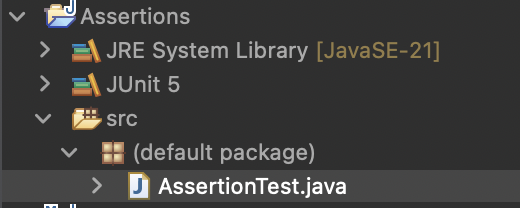 Assertions
JRE System Library [JavaSE-21]
JUnit 5
src
(default package)
AssertionTest.java